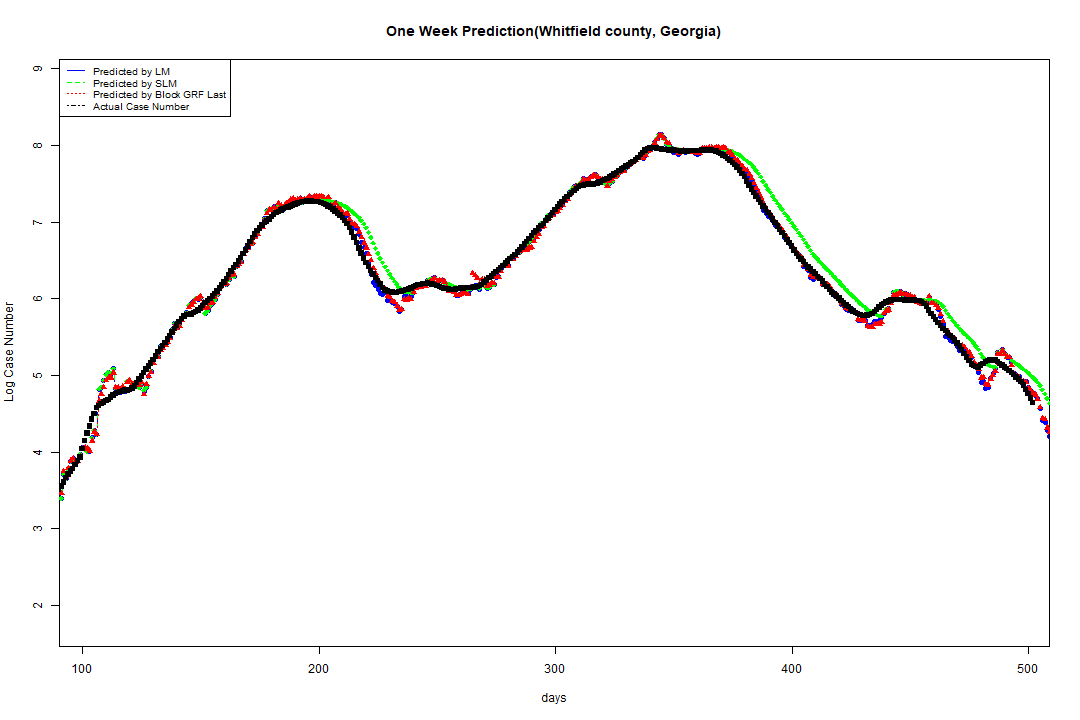 One Week Prediction(Whitfield county, Georgia)
Predicted by LM
Predicted by SLM
Predicted by Block GRF Last
Actual Case Number
Log Case Number
9
8
7
6
5
4
3
2
100 200 300 400 500
days